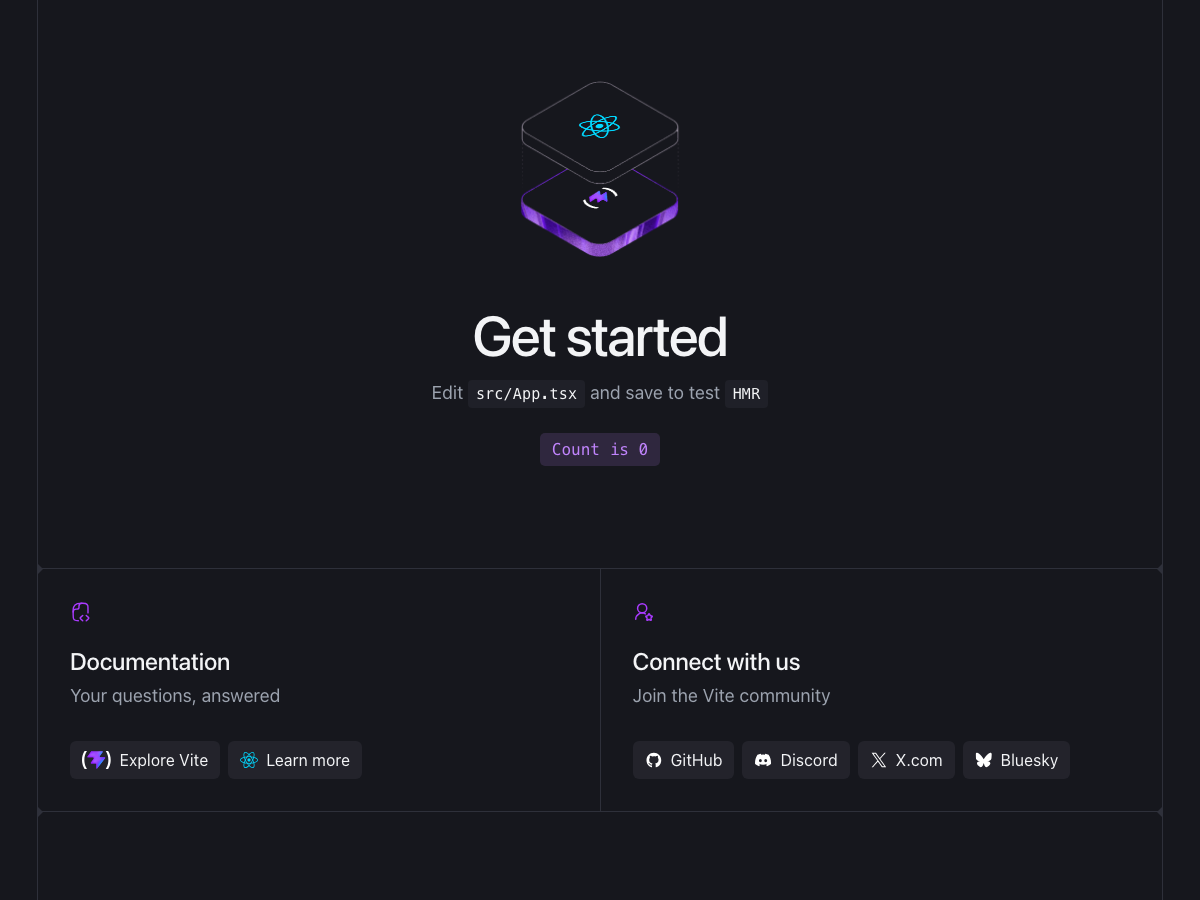 Get started
Edit src/App.tsx and save to test HMR
Count is 0
Documentation
Your questions, answered
Explore Vite
Learn more
Connect with us
Join the Vite community
GitHub
Discord
X.com
Bluesky